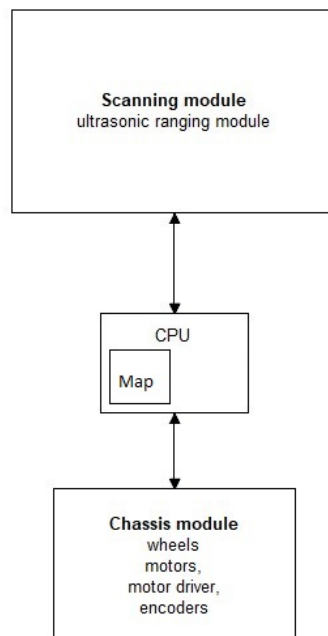 Scanning module
ultrasonic ranging module
CPU
Map
Chassis module
wheels
motors,
motor driver,
encoders